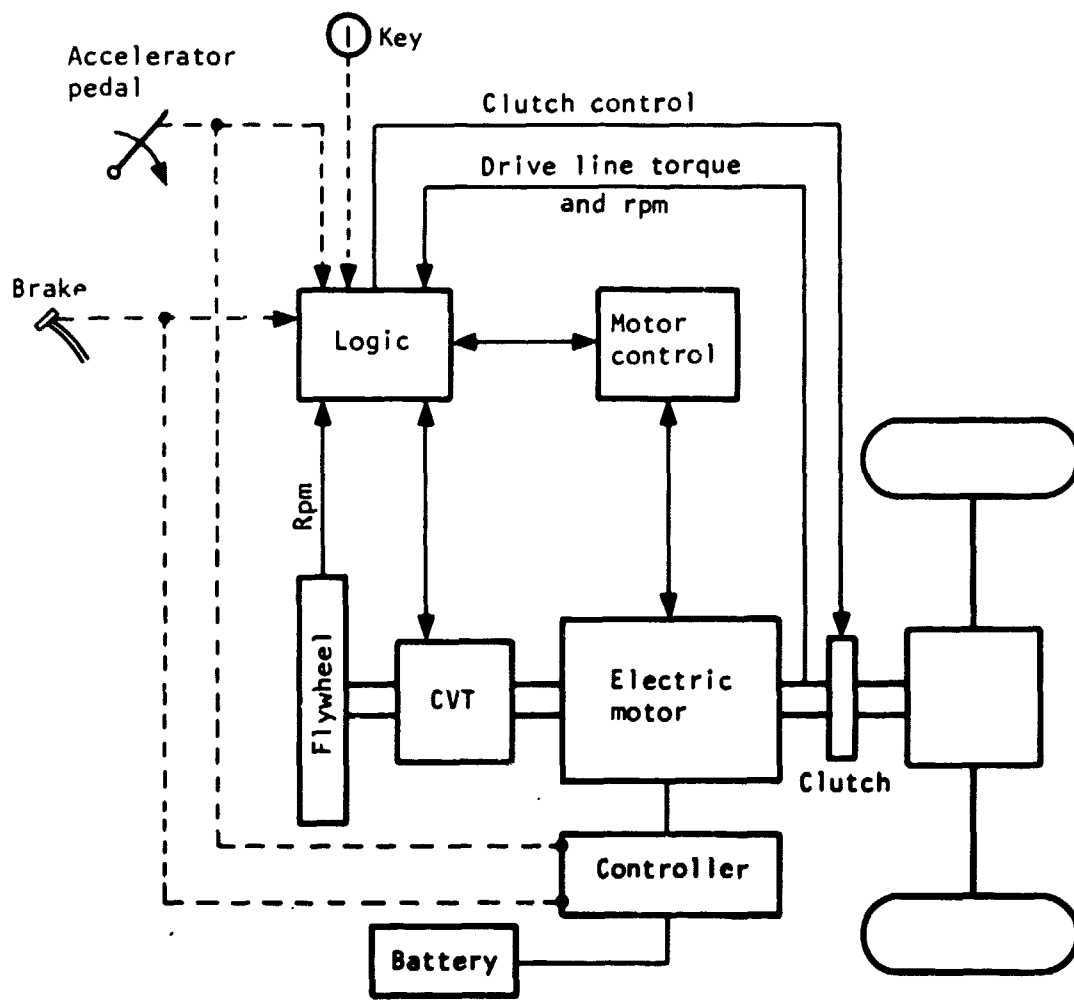 Key
Accelerator
pedal
Clutch control
Drive line torque
and rpm
Brake
Logic
Motor
control
Rpm
Flywheel
CVT
Electric
motor
Clutch
Controller
Battery